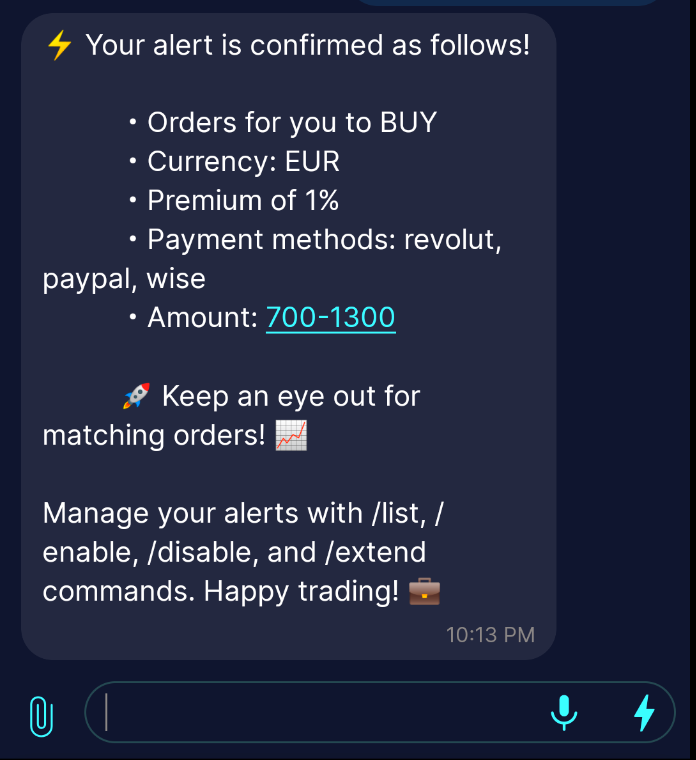 ⚡ Your alert is confirmed as follows!
• Orders for you to BUY
• Currency: EUR
• Premium of 1%
• Payment methods: revolut,
paypal, wise
• Amount: 700-1300
🚀 Keep an eye out for
matching orders! 📈
Manage your alerts with /list, /
enable, /disable, and /extend
commands. Happy trading! 💼
10:13 PM